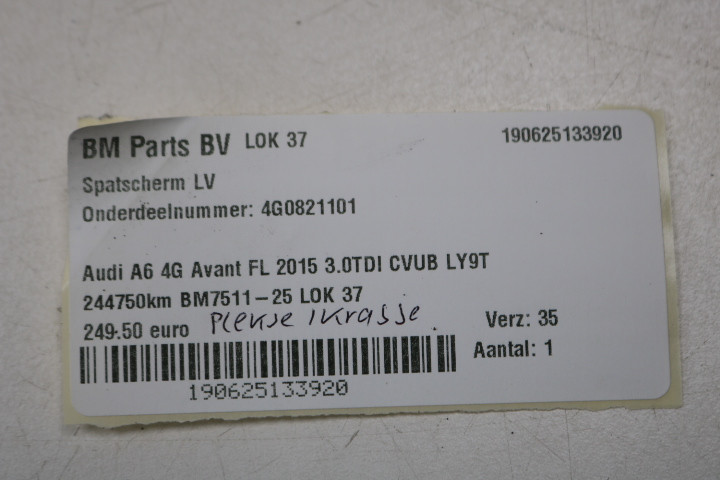 BM Parts BV LOK 37 190625133920
Spatscherm LV
Onderdeelnummer: 4G0821101
Audi A6 4G Avant FL 2015 3.0TDI CVUB LY9T
244750km BM7511-25 LOK 37
249.50 euro plekje / krasje Verz: 35
Aantal: 1
190625133920